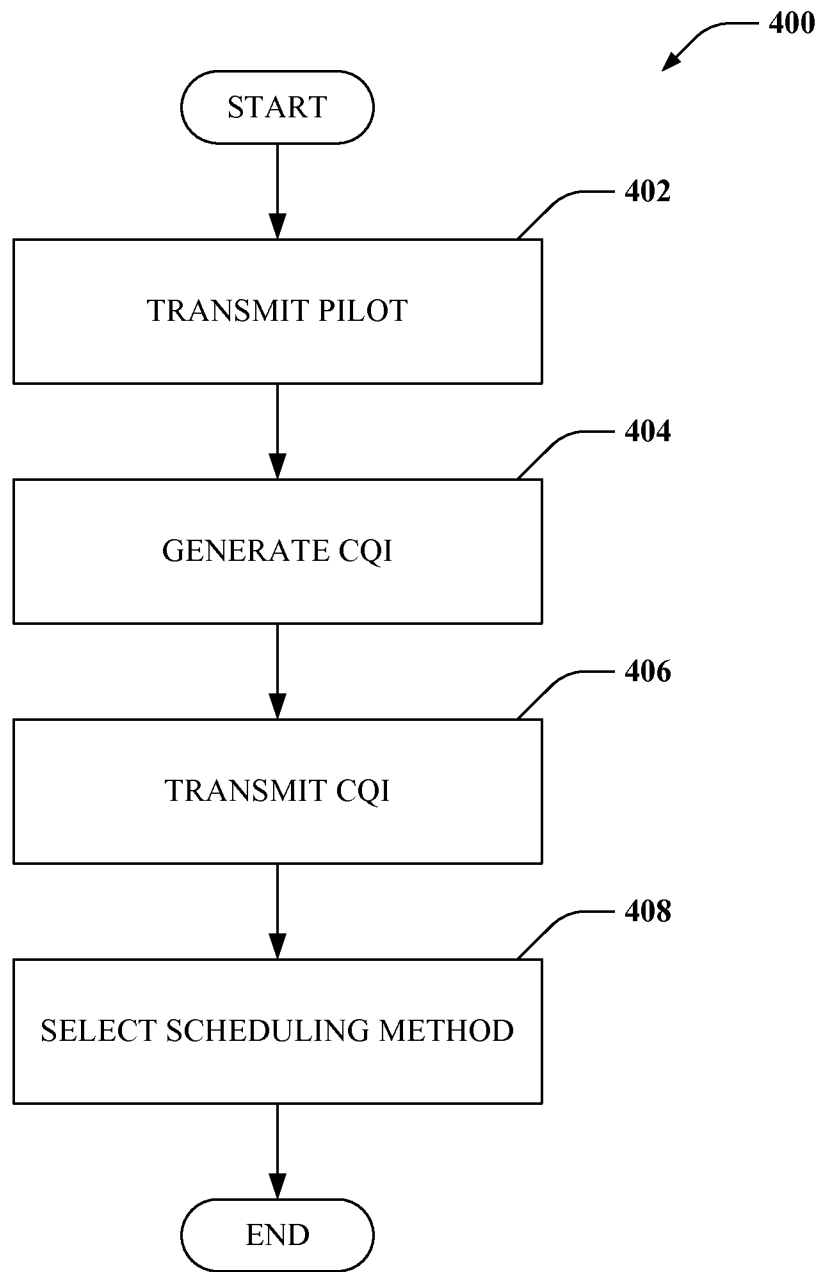 400
START
402
TRANSMIT PILOT
404
GENERATE CQI
406
TRANSMIT CQI
408
SELECT SCHEDULING METHOD
END